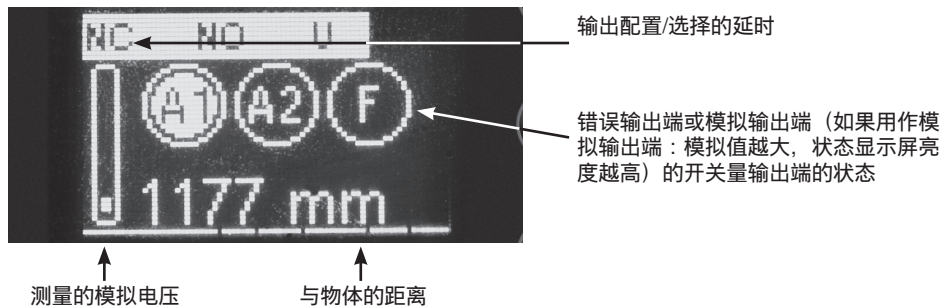 NC NO U
输出配置/选择的延时
A1 A2 F
错误输出端或模拟输出端（如果用作模
拟输出端：模拟值越大，状态显示屏亮
度越高）的开关量输出端的状态
1177 mm
测量的模拟电压 与物体的距离